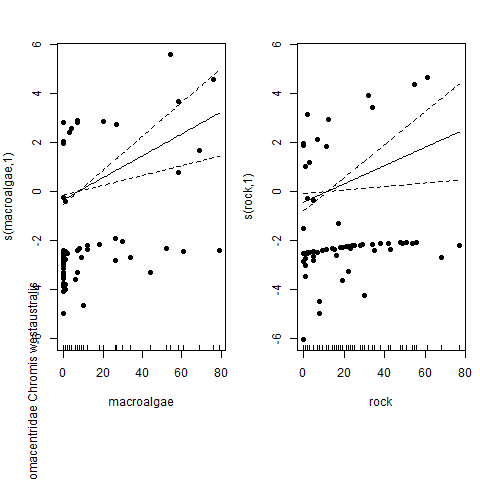 s(macroalgae,1)
-6 -4 -2 0 2 4 6
0 20 40 60 80
macroalgae
s(rock,1)
-6 -4 -2 0 2 4 6
0 20 40 60 80
rock
omacentridae Chromis westaustralis